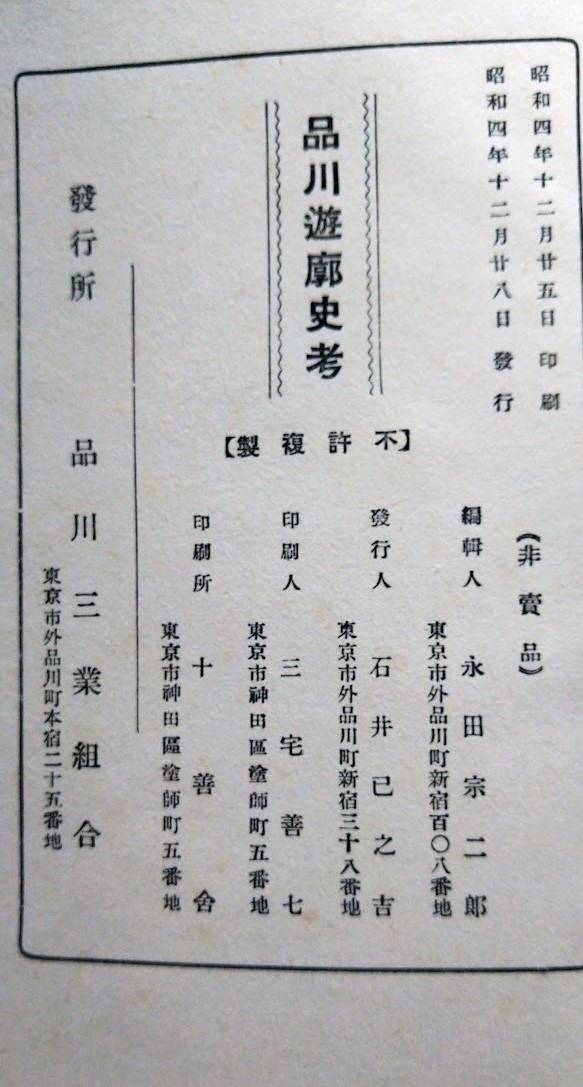 昭和四年十二月廿五日 印刷
昭和四年十二月廿八日 發行
(非賣品)
品川遊廓史考
【不許複製】
編輯人 永田宗二郎
東京市外品川町新宿百〇八番地
發行人 石井已之吉
東京市外品川町新宿三十八番地
印刷人 三宅善七
東京市神田區塗師町五番地
印刷所 十善舍
東京市神田區塗師町五番地
發行所 品川三業組合
東京市外品川町本宿二十五番地